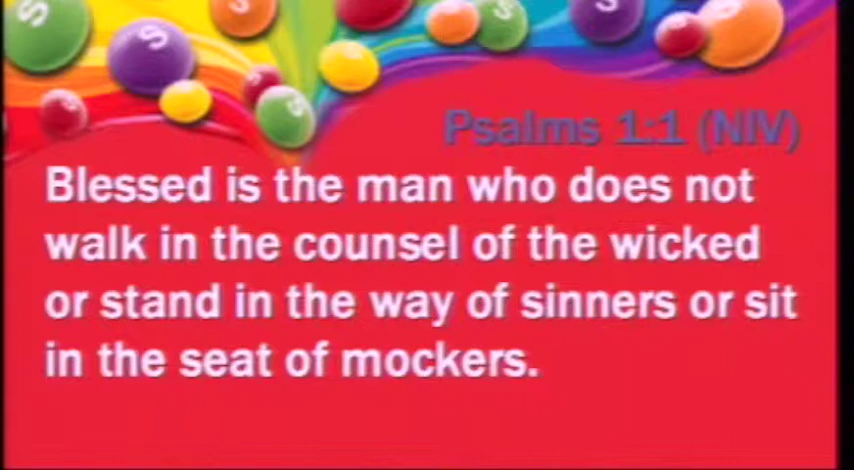 S S S S
S S
S
S
Psalms 1:1 (NIV)
Blessed is the man who does not
walk in the counsel of the wicked
or stand in the way of sinners or sit
in the seat of mockers.